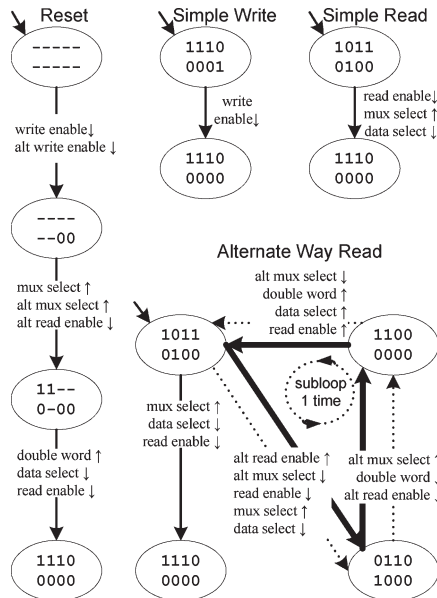 Reset
-----
-----
write enable↓
alt write enable ↓
----
--00
mux select ↑
alt mux select ↑
alt read enable ↓
11--
0-00
double word ↑
data select ↓
read enable ↓
1110
0000
Simple Write
1110
0001
write
enable↓
1110
0000
Simple Read
1011
0100
read enable↓
mux select ↑
data select ↓
1110
0000
Alternate Way Read
alt mux select ↓
double word ↑
data select ↑
read enable ↑
1011
0100
1100
0000
subloop
1 time
mux select ↑
data select ↓
read enable ↓
alt read enable ↑
alt mux select ↓
read enable ↓
mux select ↑
data select ↓
alt mux select ↑
double word ↓
alt read enable ↓
1110
0000
0110
1000